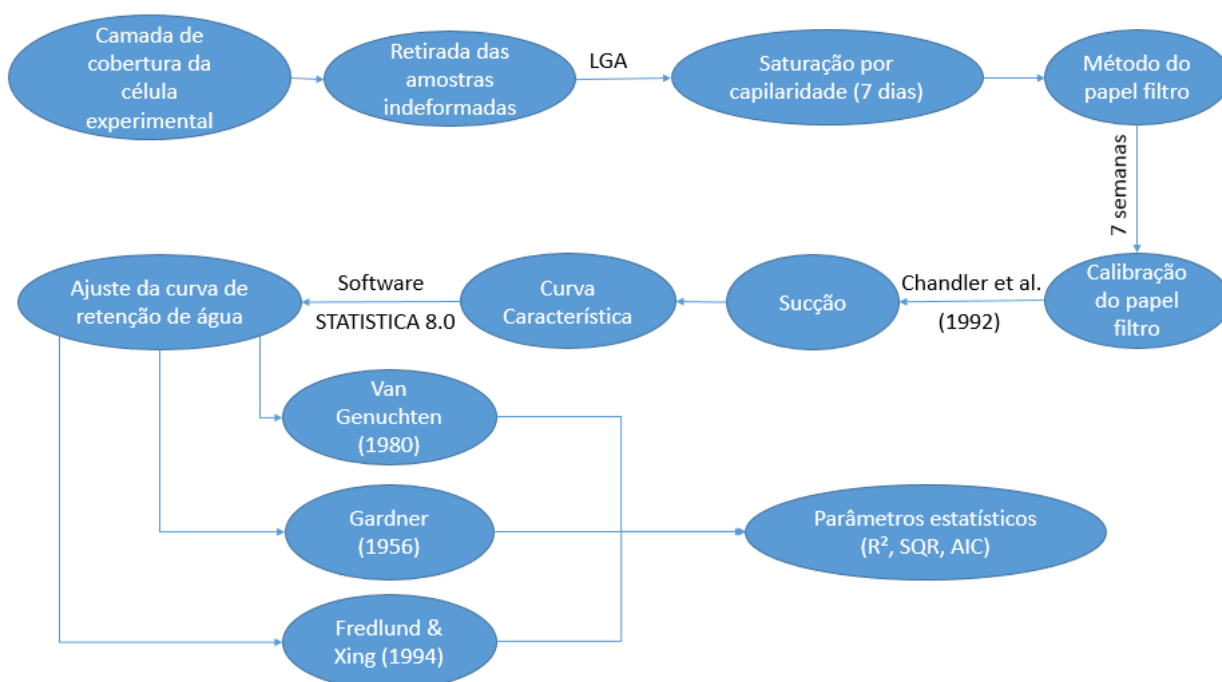 Camada de
cobertura da
célula
experimental
Retirada das
amostras
indeformadas
LGA
Saturação por
capilaridade (7 dias)
Método do
papel filtro
7 semanas
Calibração
do papel
filtro
Chandler et al.
(1992)
Sucção
Curva
Característica
Software
STATISTICA 8.0
Ajuste da curva de
retenção de água
Van
Genuchten
(1980)
Gardner
(1956)
Fredlund &
Xing (1994)
Parâmetros estatísticos
(R², SQR, AIC)